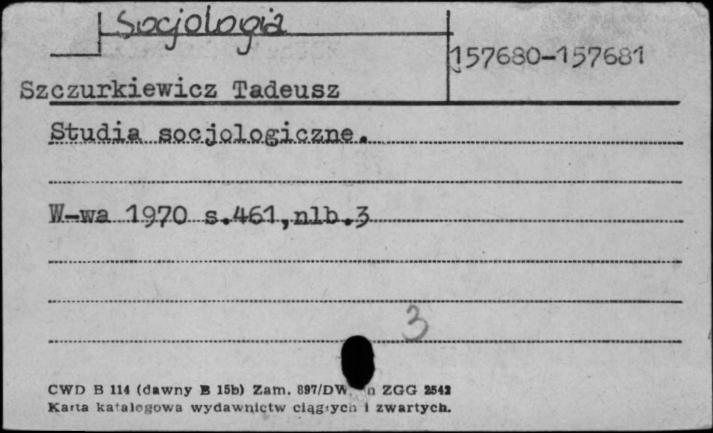 Socjologia
157680-157681
Szczurkiewicz Tadeusz
Studia socjologiczne.
W-wa 1970 s.461,nlb.3
3
CWD B 114 (dawny B 15b) Zam. 897/DW n ZGG 2542
Karta katalogowa wydawnictw ciągłych i zwartych.